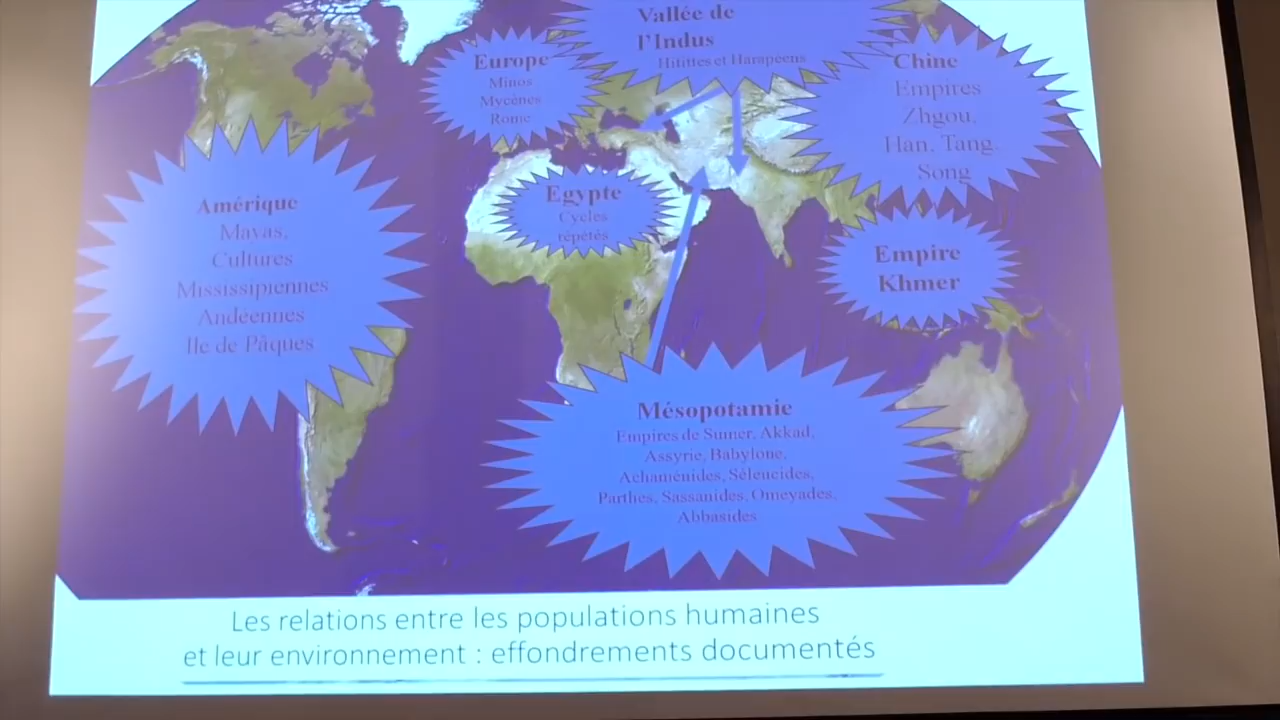 Vallée de
l'Indus
Hitittes et Harapéens
Europe
Minos
Mycènes
Rome
Chine
Empires
Zhgou,
Han, Tang,
Song
Egypte
Cycles
répétés
Amérique
Mayas,
Cultures
Mississipiennes
Andéennes
Ile de Pâques
Empire
Khmer
Mésopotamie
Empires de Sumer, Akkad,
Assyrie, Babylone,
Achaménides, Séleucides,
Parthes, Sassanides, Omeyades,
Abbasides
Les relations entre les populations humaines
et leur environnement : effondrements documentés